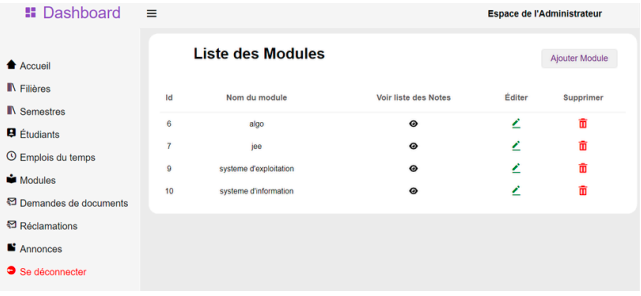 Dashboard
Espace de l'Administrateur
Accueil
Filières
Semestres
Étudiants
Emplois du temps
Modules
Demandes de documents
Réclamations
Annonces
Se déconnecter
Liste des Modules
Ajouter Module
Id Nom du module Voir liste des Notes Éditer Supprimer
6 algo
7 jee
9 systeme d'exploitation
10 systeme d'information